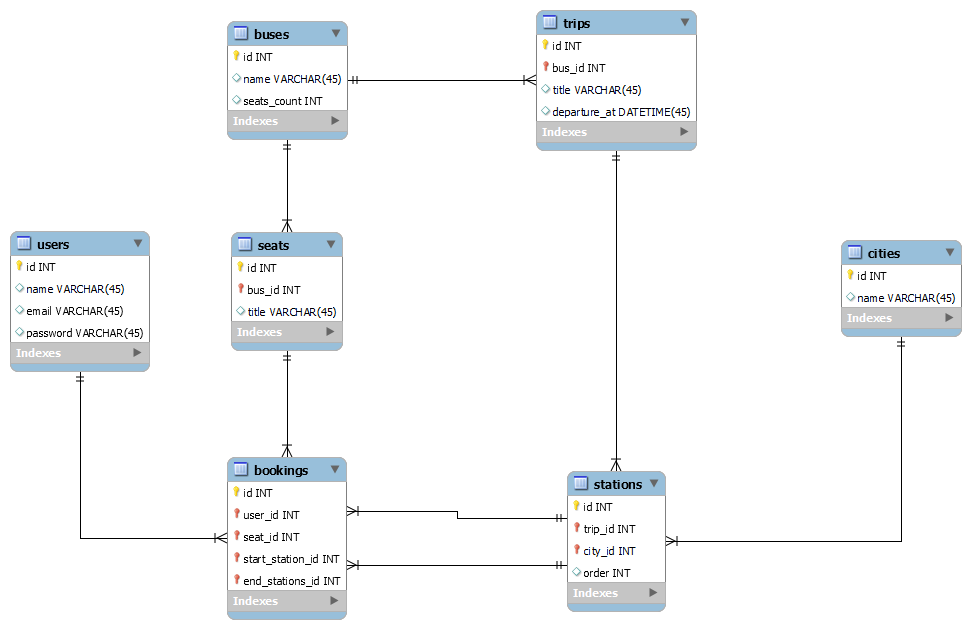 buses
id INT
name VARCHAR(45)
seats_count INT
Indexes
trips
id INT
bus_id INT
title VARCHAR(45)
departure_at DATETIME(45)
Indexes
users
id INT
name VARCHAR(45)
email VARCHAR(45)
password VARCHAR(45)
Indexes
seats
id INT
bus_id INT
title VARCHAR(45)
Indexes
cities
id INT
name VARCHAR(45)
Indexes
bookings
id INT
user_id INT
seat_id INT
start_station_id INT
end_stations_id INT
Indexes
stations
id INT
trip_id INT
city_id INT
order INT
Indexes